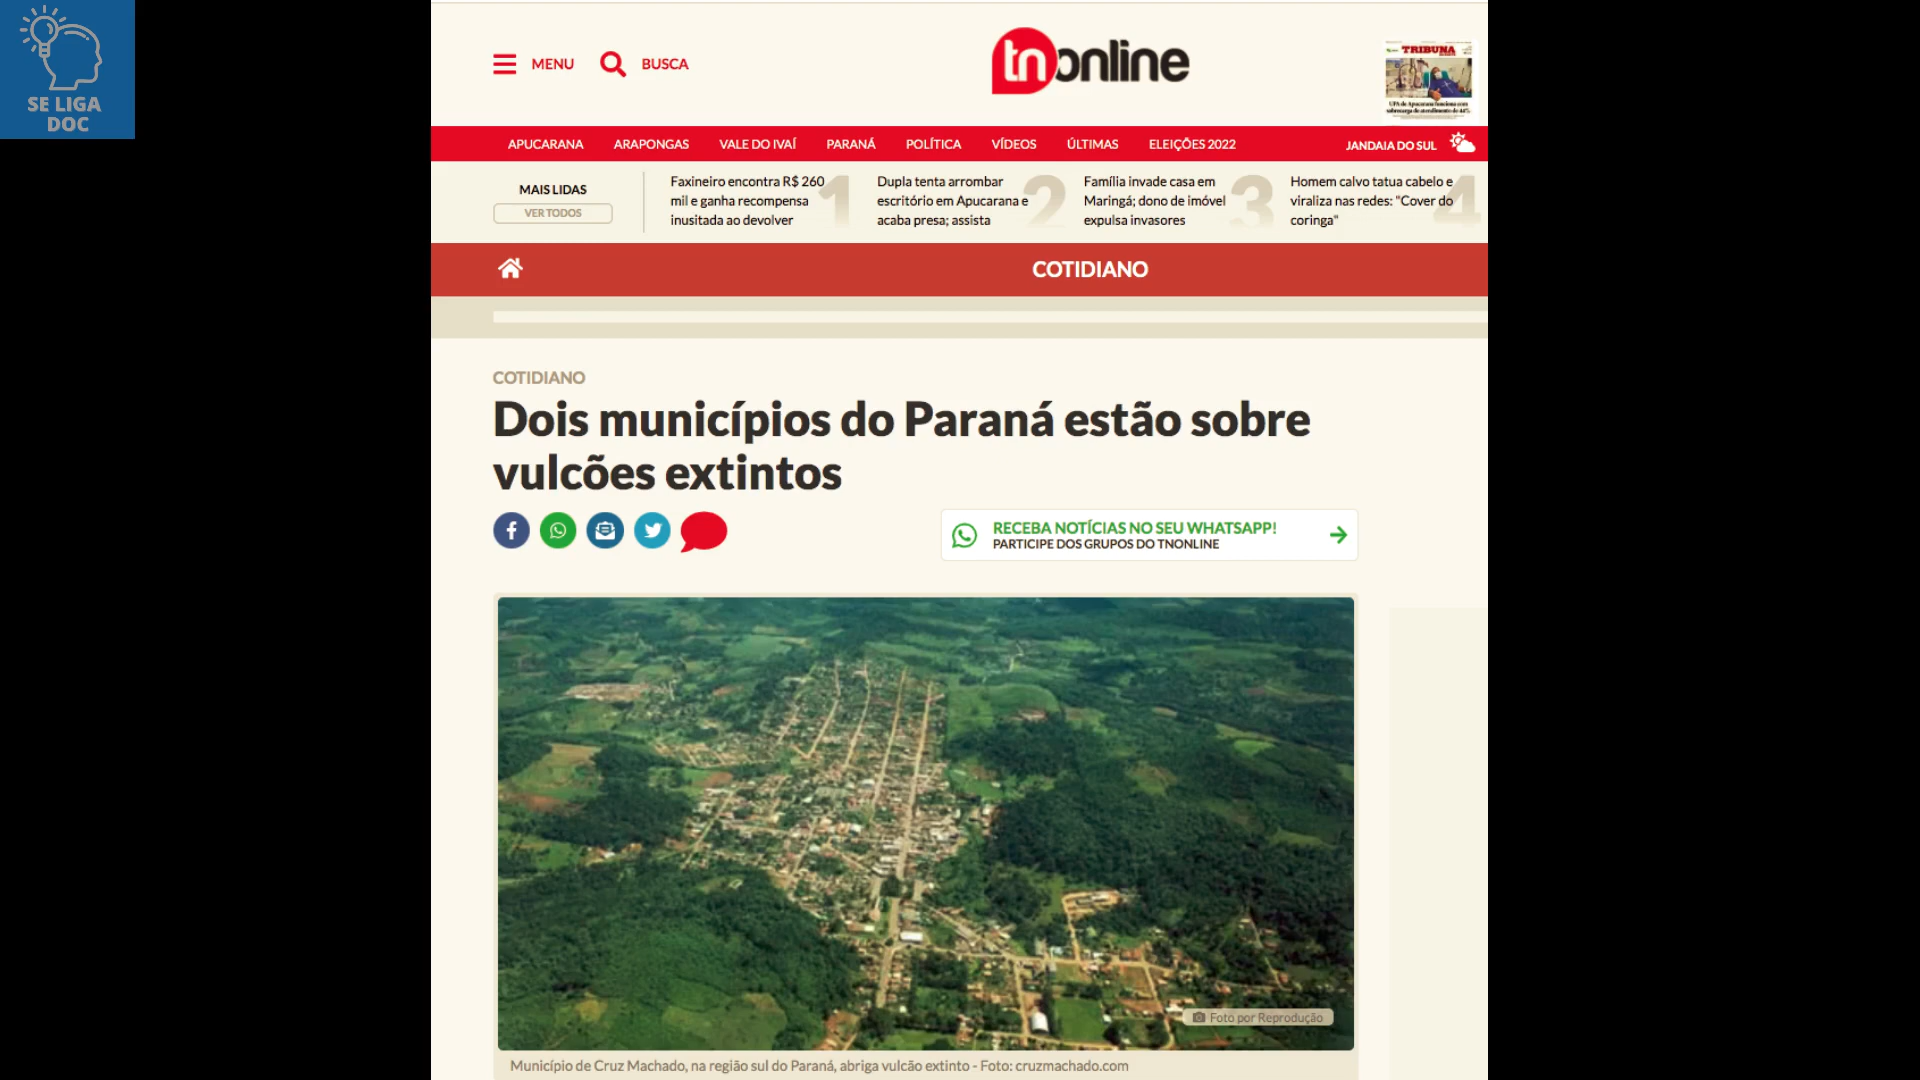 SE LIGA
DOC
MENU
BUSCA
tnonline
TRIBUNA
APUCARANA
ARAPONGAS
VALE DO IVAÍ
PARANÁ
POLÍTICA
VÍDEOS
ÚLTIMAS
ELEIÇÕES 2022
JANDAIA DO SUL
MAIS LIDAS
VER TODOS
Faxineiro encontra R$ 260
mil e ganha recompensa
inusitada ao devolver
1
Dupla tenta arrombar
escritório em Apucarana e
acaba presa; assista
2
Família invade casa em
Maringá; dono de imóvel
expulsa invasores
3
Homem calvo tatua cabelo e
viraliza nas redes: "Cover do
coringa"
4
COTIDIANO
COTIDIANO
Dois municípios do Paraná estão sobre
vulcões extintos
RECEBA NOTÍCIAS NO SEU WHATSAPP!
PARTICIPE DOS GRUPOS DO TNONLINE
Foto por Reprodução
Município de Cruz Machado, na região sul do Paraná, abriga vulcão extinto - Foto: cruzmachado.com